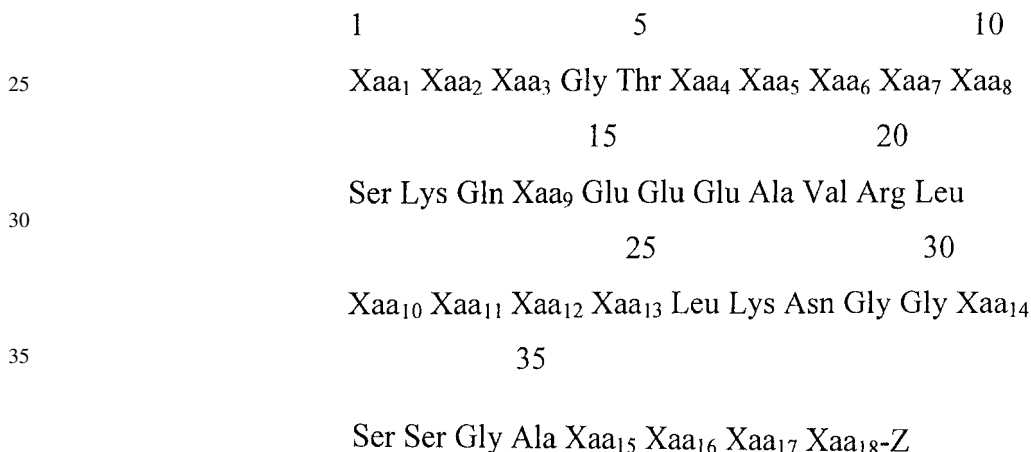 1 5 10
25 Xaa₁ Xaa₂ Xaa₃ Gly Thr Xaa₄ Xaa₅ Xaa₆ Xaa₇ Xaa₈
15 20
Ser Lys Gln Xaa₉ Glu Glu Glu Ala Val Arg Leu
30
25 30
Xaa₁₀ Xaa₁₁ Xaa₁₂ Xaa₁₃ Leu Lys Asn Gly Gly Xaa₁₄
35
35
Ser Ser Gly Ala Xaa₁₅ Xaa₁₆ Xaa₁₇ Xaa₁₈-Z